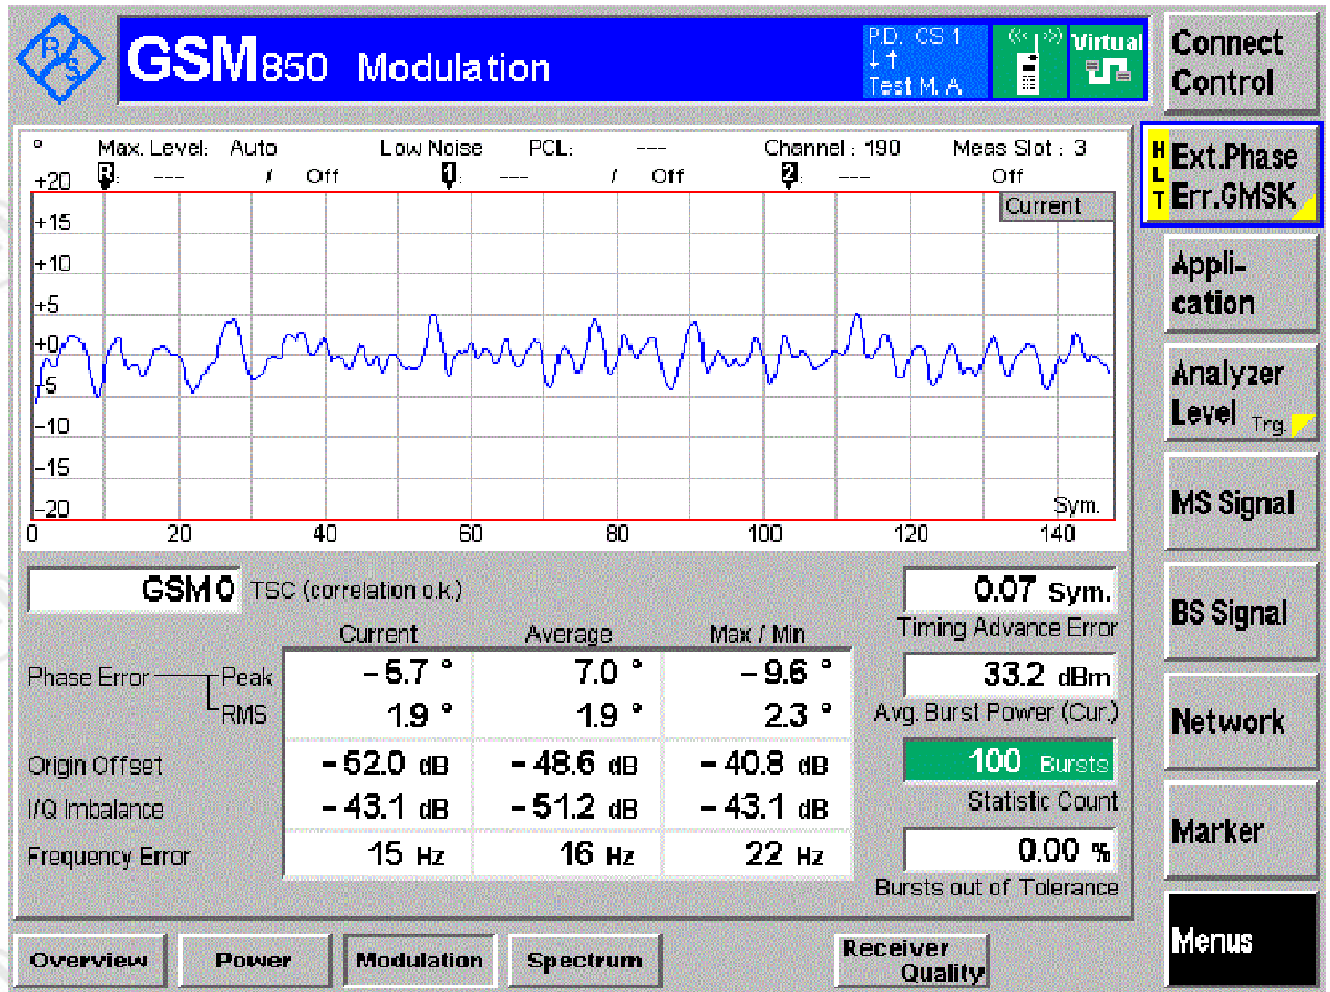 R S
GSM850 Modulation
P.D. CS 1
Test M. A.
Virtual
Connect
Control
° Max. Level: Auto Low Noise PCL: --- Channel : 190 Meas Slot : 3
R: --- / Off 1: --- / Off 2: --- Off
HLT
Ext.Phase
Err.GMSK
Current
+20
+15
+10
+5
+0
-5
-10
-15
-20
Sym.
0 20 40 60 80 100 120 140
Appli-
cation
Analyzer
Level Trg.
MS Signal
BS Signal
Network
Marker
Menus
GSM 0 TSC (correlation o.k.)
0.07 Sym.
Timing Advance Error
Current Average Max / Min
Phase Error Peak 7.0 ° - 9.6 °
RMS 1.9 ° 1.9 ° 2.3 °
33.2 dBm
Avg. Burst Power (Cur.)
Origin Offset - 52.0 dB - 48.6 dB - 40.8 dB
100 Bursts
Statistic Count
I/Q Imbalance - 43.1 dB - 51.2 dB - 43.1 dB
Frequency Error 15 Hz 16 Hz 22 Hz
0.00 %
Bursts out of Tolerance
Overview Power Modulation Spectrum
Receiver
Quality